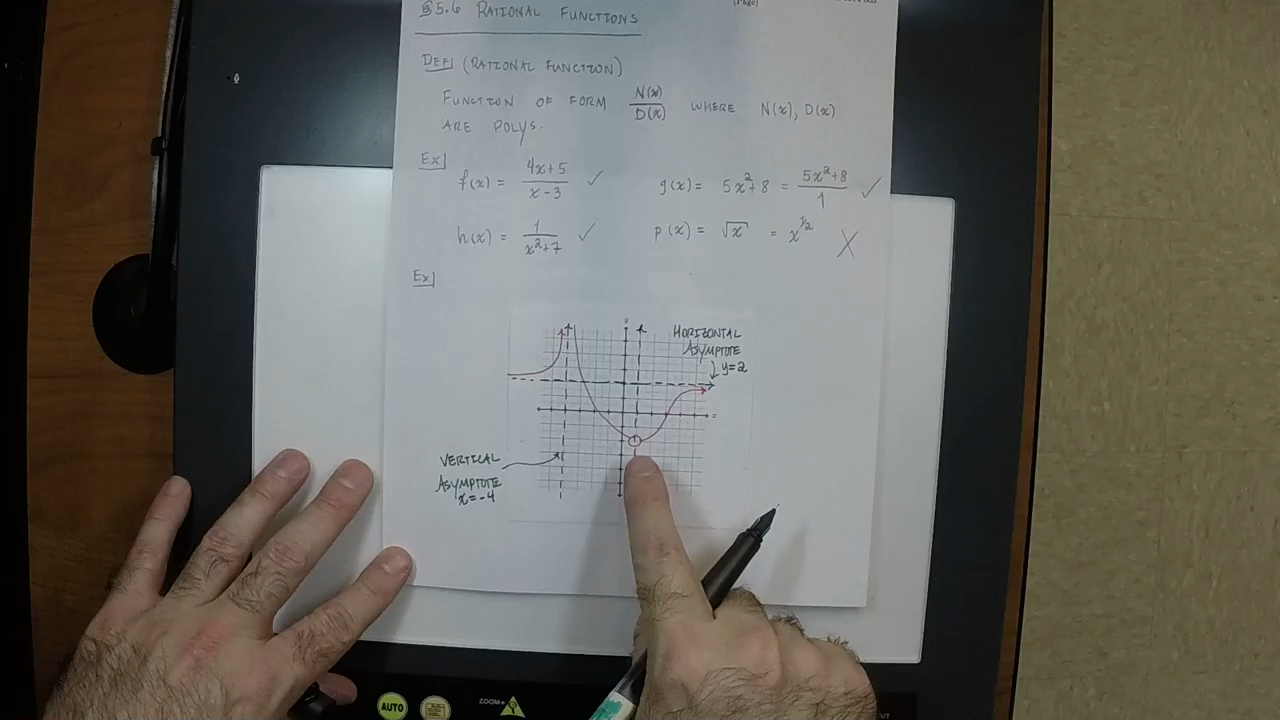 §5.6 RATIONAL FUNCTIONS
DEF| (RATIONAL FUNCTION)
FUNCTION OF FORM N(x)/D(x) WHERE N(x), D(x)
ARE POLYS.
Ex| f(x) = (4x+5)/(x-3) ✓ g(x) = 5x²+8 = (5x²+8)/1 ✓
h(x) = 1/(x²+7) ✓ p(x) = √x = x^{1/2} X
Ex|
HORIZONTAL
ASYMPTOTE
y=2
VERTICAL
ASYMPTOTE
x=-4
AUTO
ZOOM+